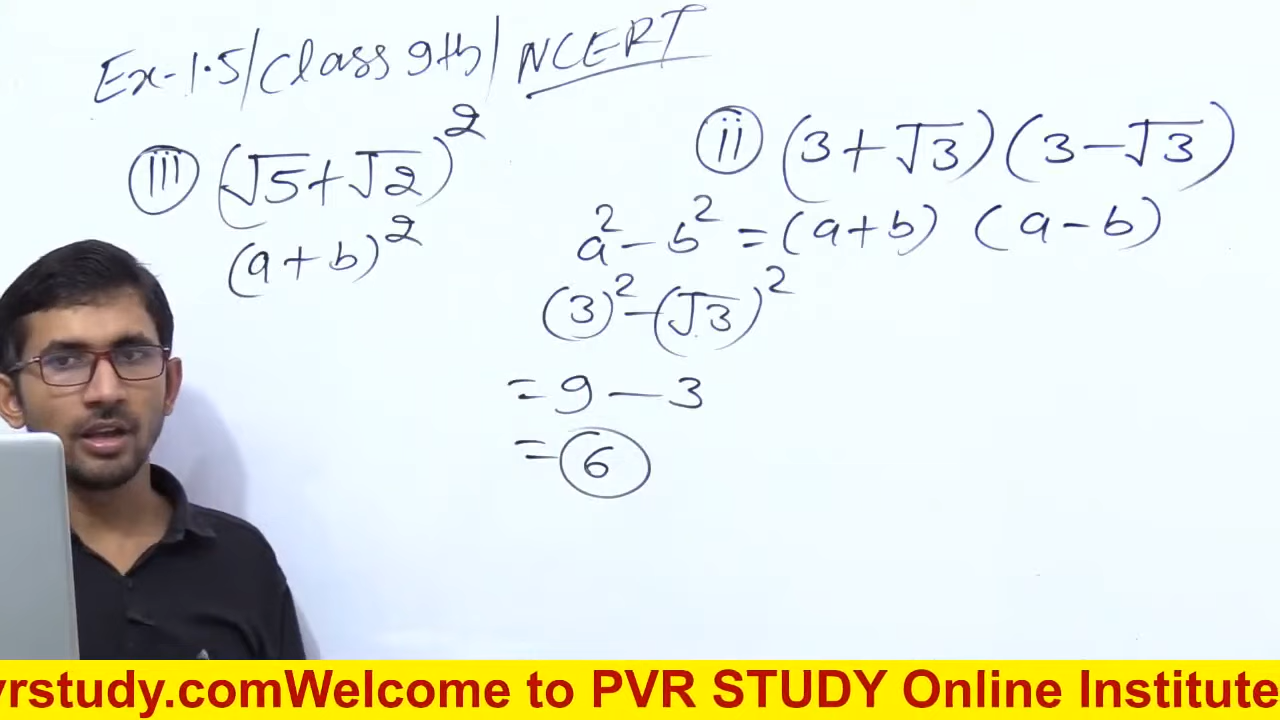 Ex-1.5/Class 9th/NCERT
(iii) (√5+√2)²
(a+b)²
(ii) (3+√3)(3-√3)
a²-b²=(a+b) (a-b)
(3)²-(√3)²
=9-3
=6
vrstudy.comWelcome to PVR STUDY Online Institute